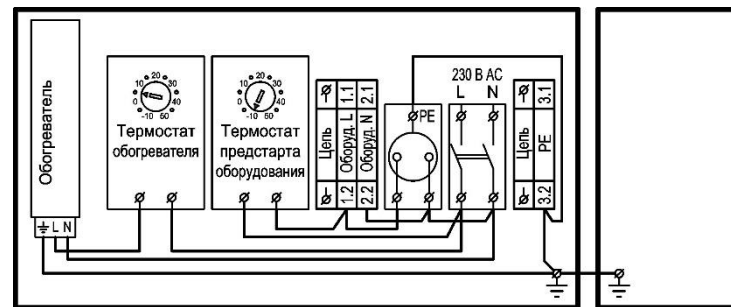 Обогреватель
L N
0 10 20 30 40 50 -10
Термостат
обогревателя
0 10 20 30 40 50 -10
Термостат
предстарта
оборудования
Цепь
Оборуд. L
Оборуд. N
1.1 2.1
1.2 2.2
PE
230 В AC
L N
Цепь
PE
3.1
3.2